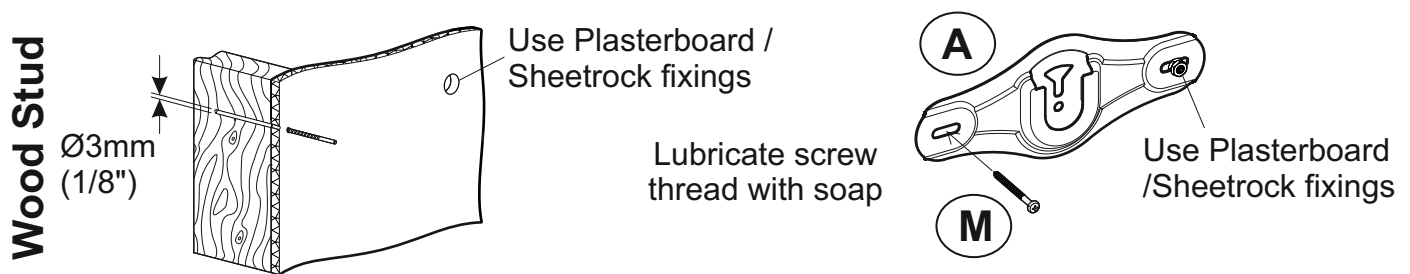 Wood Stud
Ø3mm
(1/8")
Use Plasterboard /
Sheetrock fixings
Lubricate screw
thread with soap
A
M
Use Plasterboard
/Sheetrock fixings